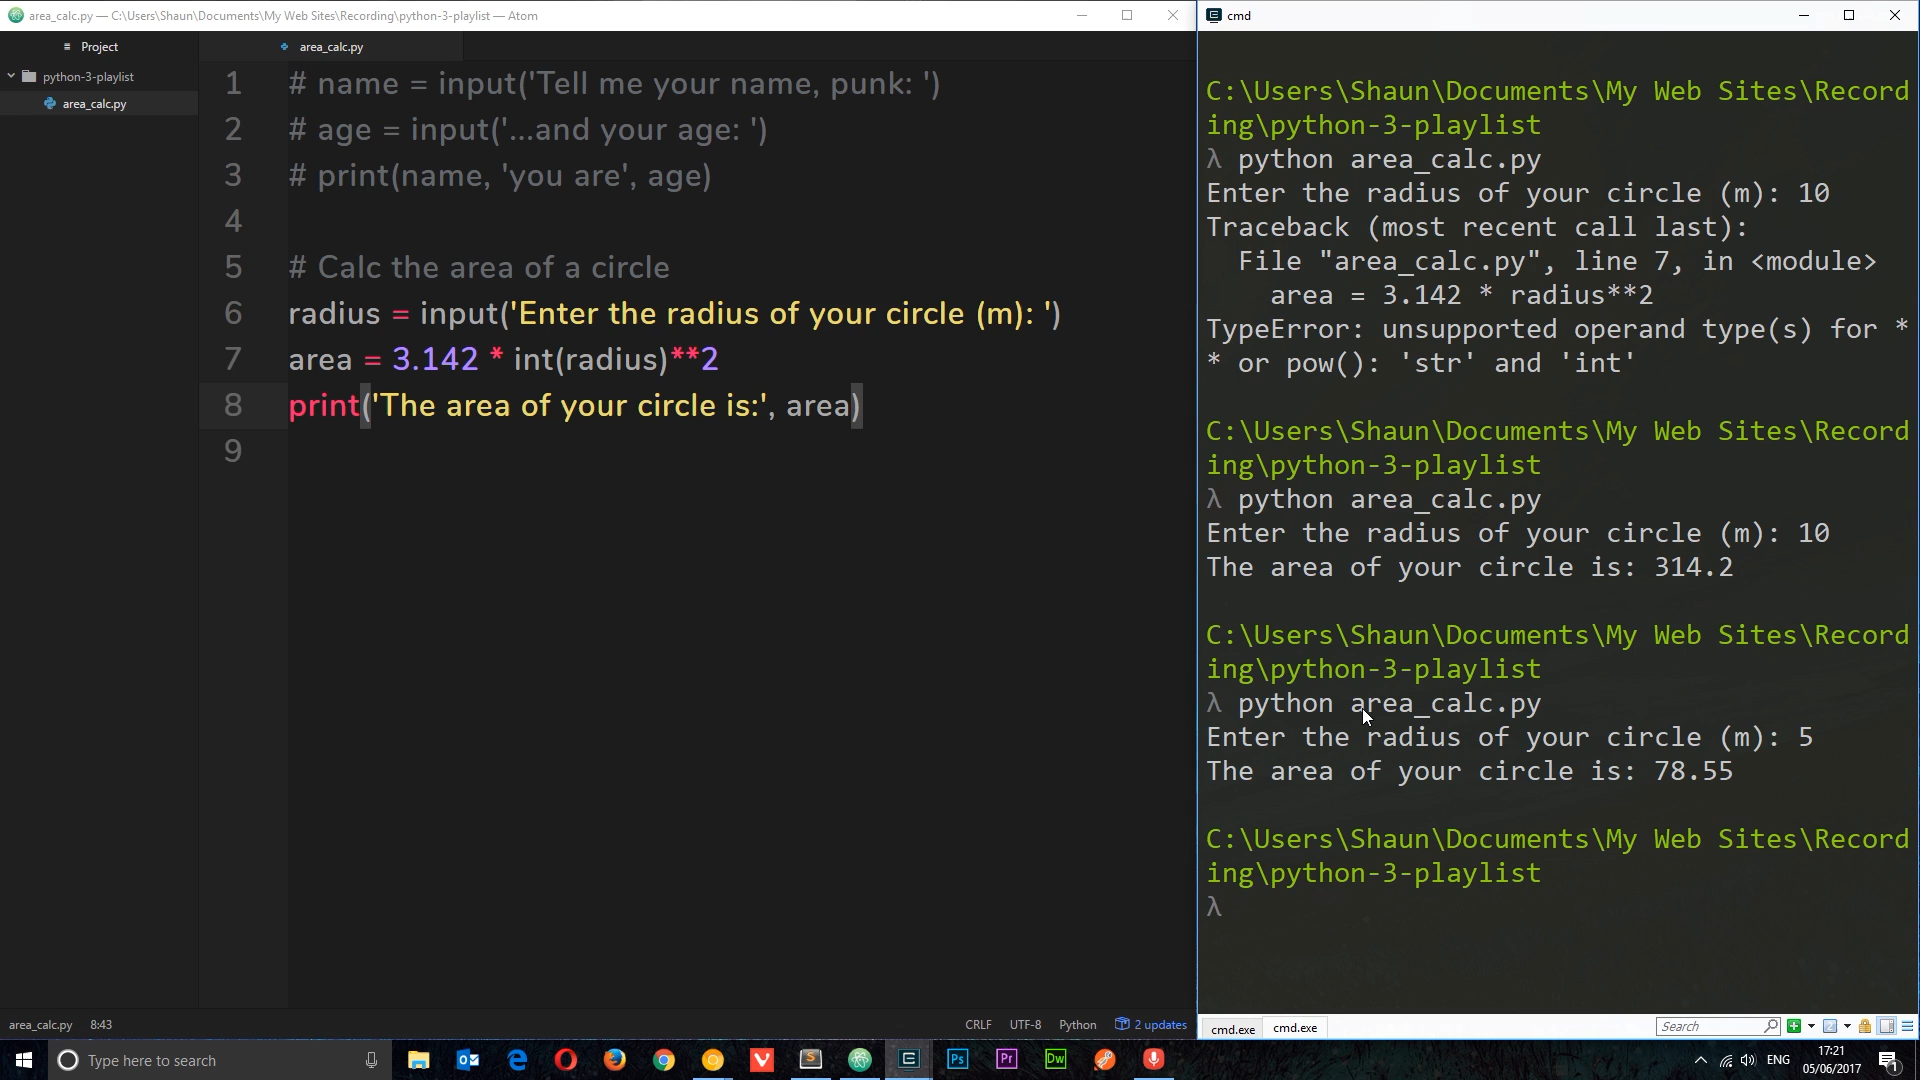 area_calc.py — C:\Users\Shaun\Documents\My Web Sites\Recording\python-3-playlist — Atom
Project
python-3-playlist
area_calc.py
area_calc.py
1 # name = input('Tell me your name, punk: ')
2 # age = input('...and your age: ')
3 # print(name, 'you are', age)
4
5 # Calc the area of a circle
6 radius = input('Enter the radius of your circle (m): ')
7 area = 3.142 * int(radius)**2
8 print('The area of your circle is:', area)
9
area_calc.py 8:43
CRLF UTF-8 Python 2 updates
cmd
C:\Users\Shaun\Documents\My Web Sites\Record
ing\python-3-playlist
λ python area_calc.py
Enter the radius of your circle (m): 10
Traceback (most recent call last):
File "area_calc.py", line 7, in <module>
area = 3.142 * radius**2
TypeError: unsupported operand type(s) for *
* or pow(): 'str' and 'int'
C:\Users\Shaun\Documents\My Web Sites\Record
ing\python-3-playlist
λ python area_calc.py
Enter the radius of your circle (m): 10
The area of your circle is: 314.2
C:\Users\Shaun\Documents\My Web Sites\Record
ing\python-3-playlist
λ python area_calc.py
Enter the radius of your circle (m): 5
The area of your circle is: 78.55
C:\Users\Shaun\Documents\My Web Sites\Record
ing\python-3-playlist
λ
cmd.exe cmd.exe Search
Type here to search
Ps Pr Dw
ENG
17:21
05/06/2017
1